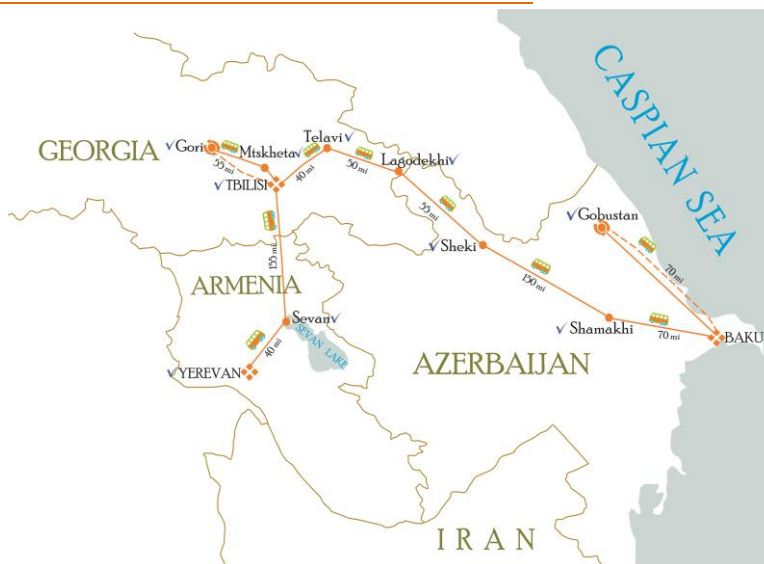 CASPIAN SEA
GEORGIA
Gori
Mtskheta
Telavi
Lagodekhi
55 mi
40 mi
50 mi
TBILISI
55 mi
Gobustan
Sheki
70 mi
155 mi
150 mi
ARMENIA
Sevan
SEVAN LAKE
Shamakhi
70 mi
BAKU
40 mi
YEREVAN
AZERBAIJAN
IRAN